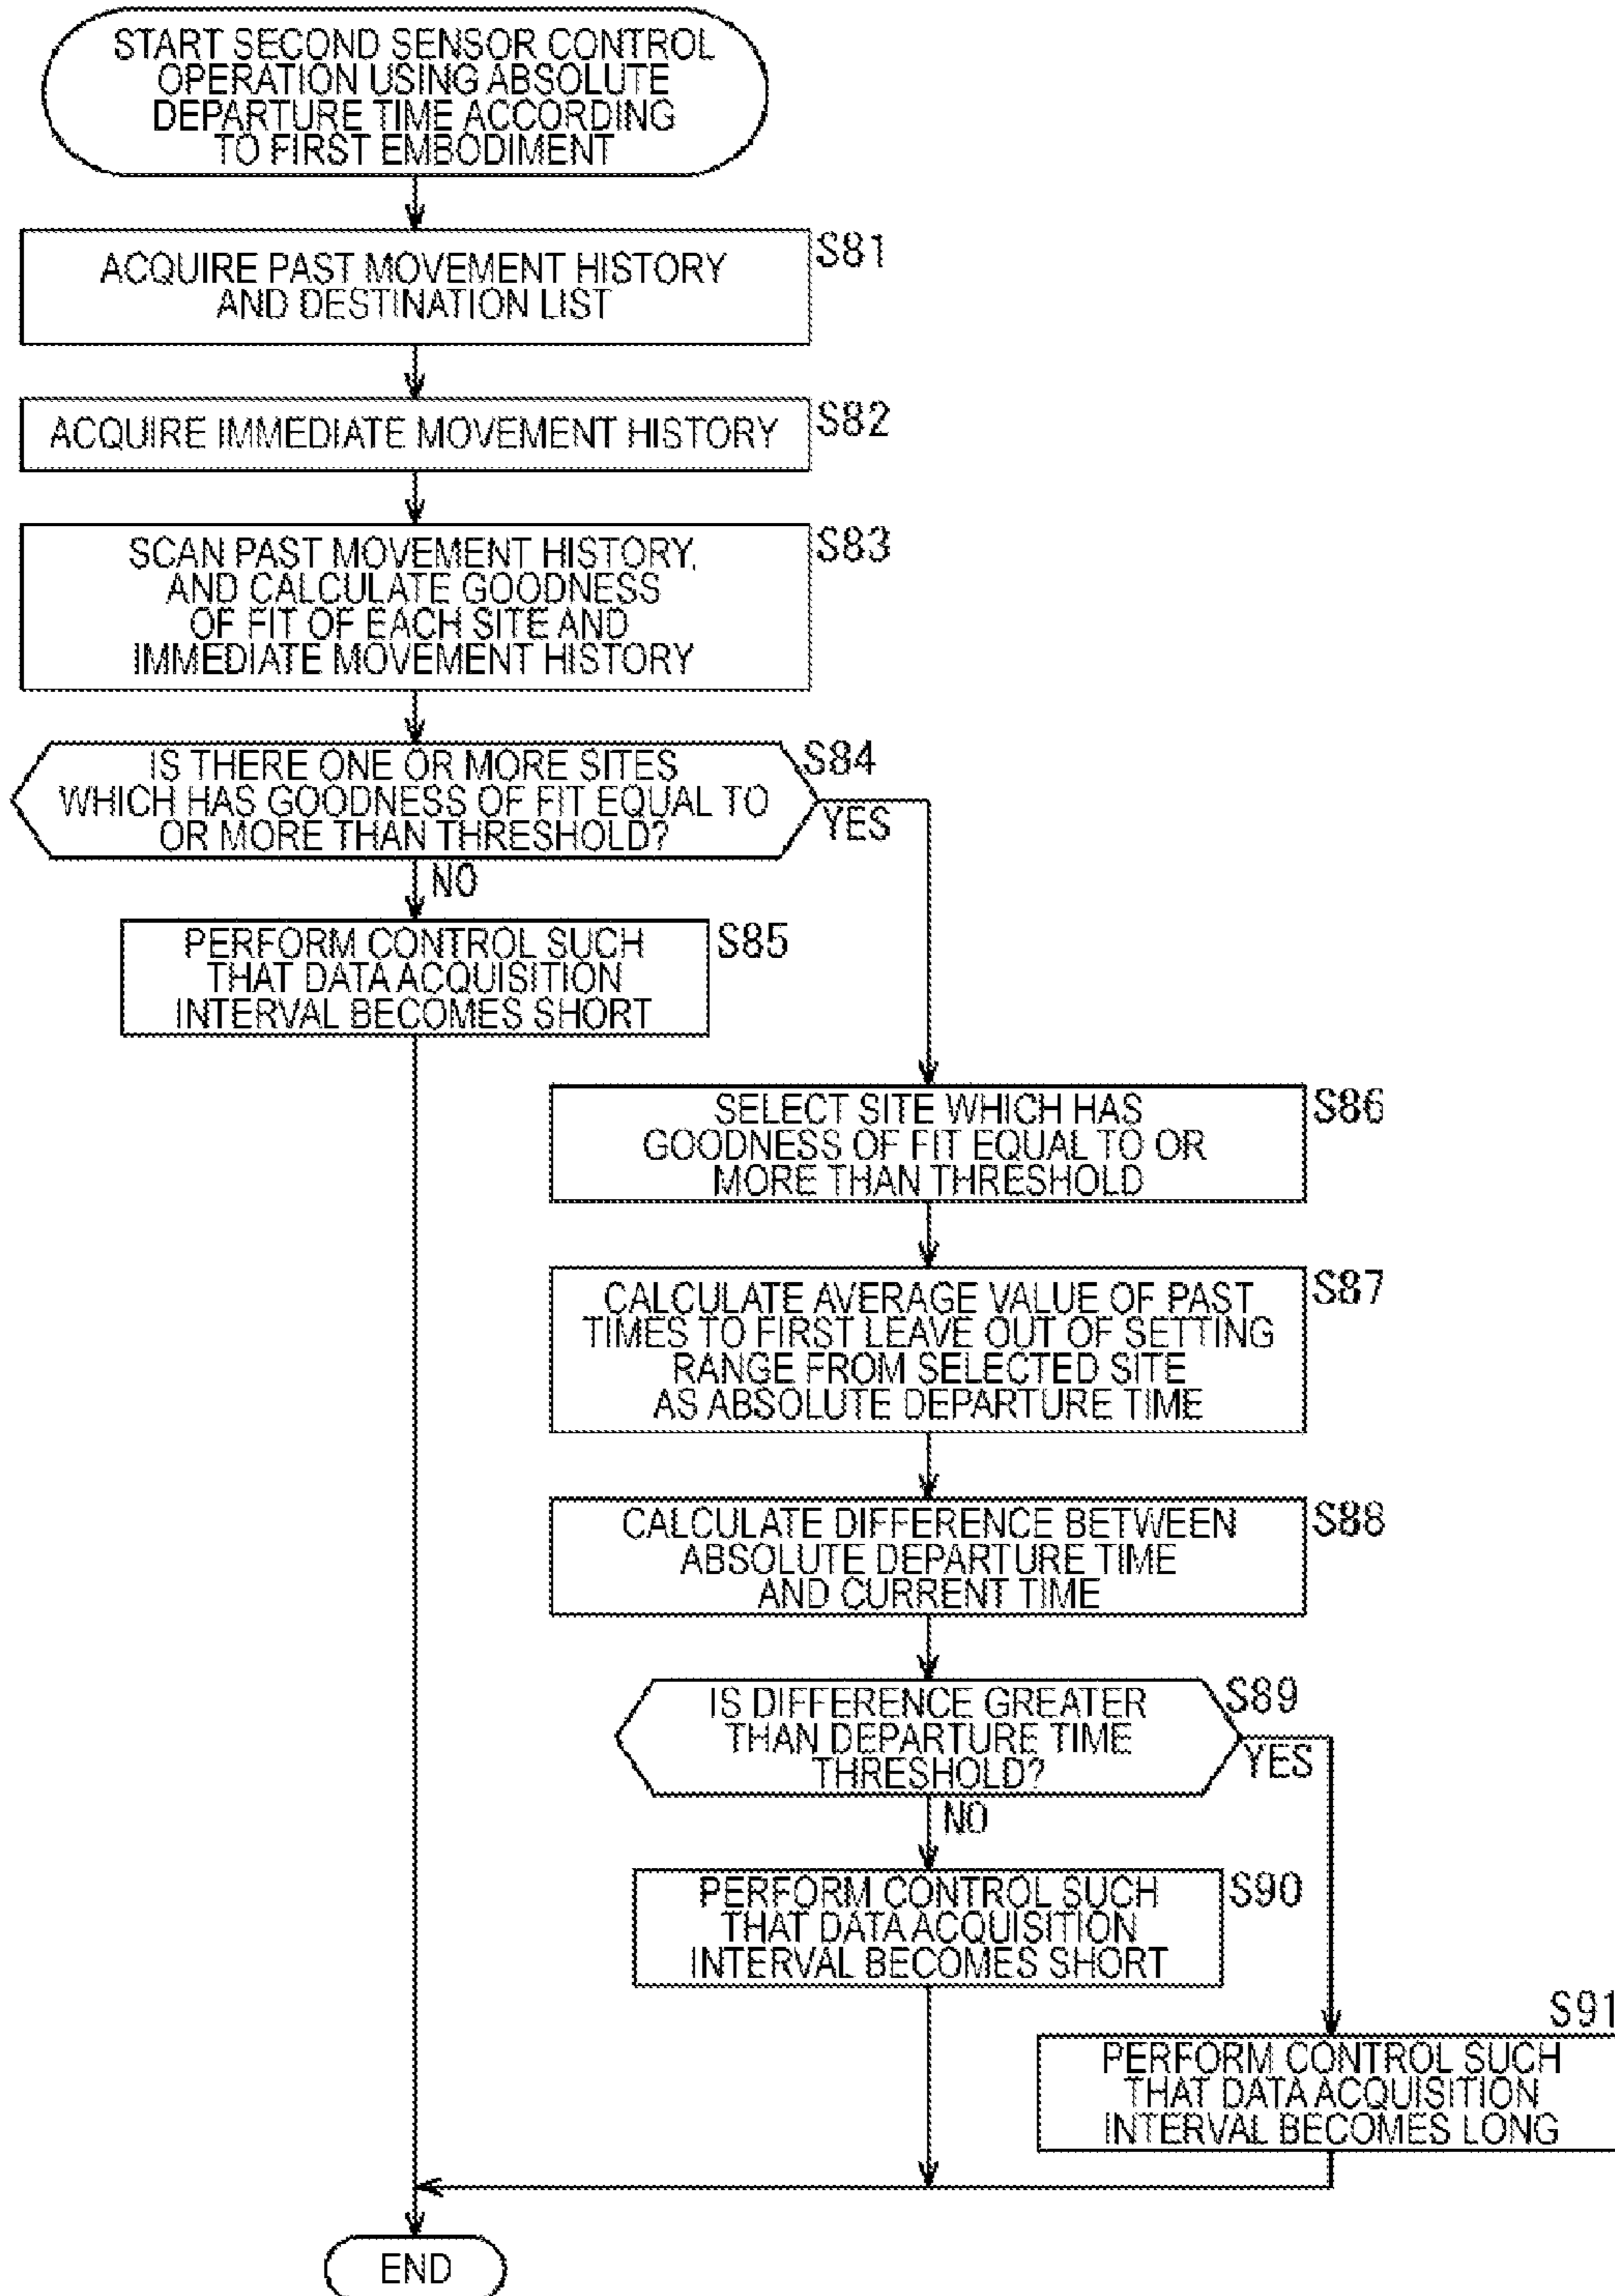 START SECOND SENSOR CONTROL
OPERATION USING ABSOLUTE
DEPARTURE TIME ACCORDING
TO FIRST EMBODIMENT
S81
ACQUIRE PAST MOVEMENT HISTORY
AND DESTINATION LIST
S82
ACQUIRE IMMEDIATE MOVEMENT HISTORY
S83
SCAN PAST MOVEMENT HISTORY,
AND CALCULATE GOODNESS
OF FIT OF EACH SITE AND
IMMEDIATE MOVEMENT HISTORY
S84
IS THERE ONE OR MORE SITES
WHICH HAS GOODNESS OF FIT EQUAL TO
OR MORE THAN THRESHOLD?
YES
NO
S85
PERFORM CONTROL SUCH
THAT DATA ACQUISITION
INTERVAL BECOMES SHORT
S86
SELECT SITE WHICH HAS
GOODNESS OF FIT EQUAL TO OR
MORE THAN THRESHOLD
S87
CALCULATE AVERAGE VALUE OF PAST
TIMES TO FIRST LEAVE OUT OF SETTING
RANGE FROM SELECTED SITE
AS ABSOLUTE DEPARTURE TIME
S88
CALCULATE DIFFERENCE BETWEEN
ABSOLUTE DEPARTURE TIME
AND CURRENT TIME
S89
IS DIFFERENCE GREATER
THAN DEPARTURE TIME
THRESHOLD?
YES
NO
S90
PERFORM CONTROL SUCH
THAT DATA ACQUISITION
INTERVAL BECOMES SHORT
S91
PERFORM CONTROL SUCH
THAT DATA ACQUISITION
INTERVAL BECOMES LONG
END